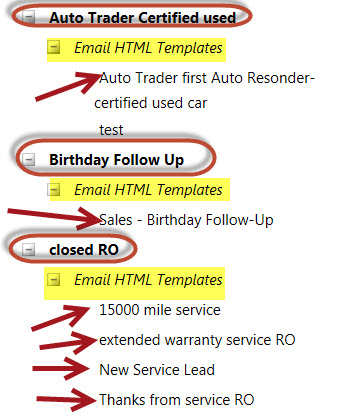 Auto Trader Certified used
Email HTML Templates
Auto Trader first Auto Resonder-
certified used car
test
Birthday Follow Up
Email HTML Templates
Sales - Birthday Follow-Up
closed RO
Email HTML Templates
15000 mile service
extended warranty service RO
New Service Lead
Thanks from service RO